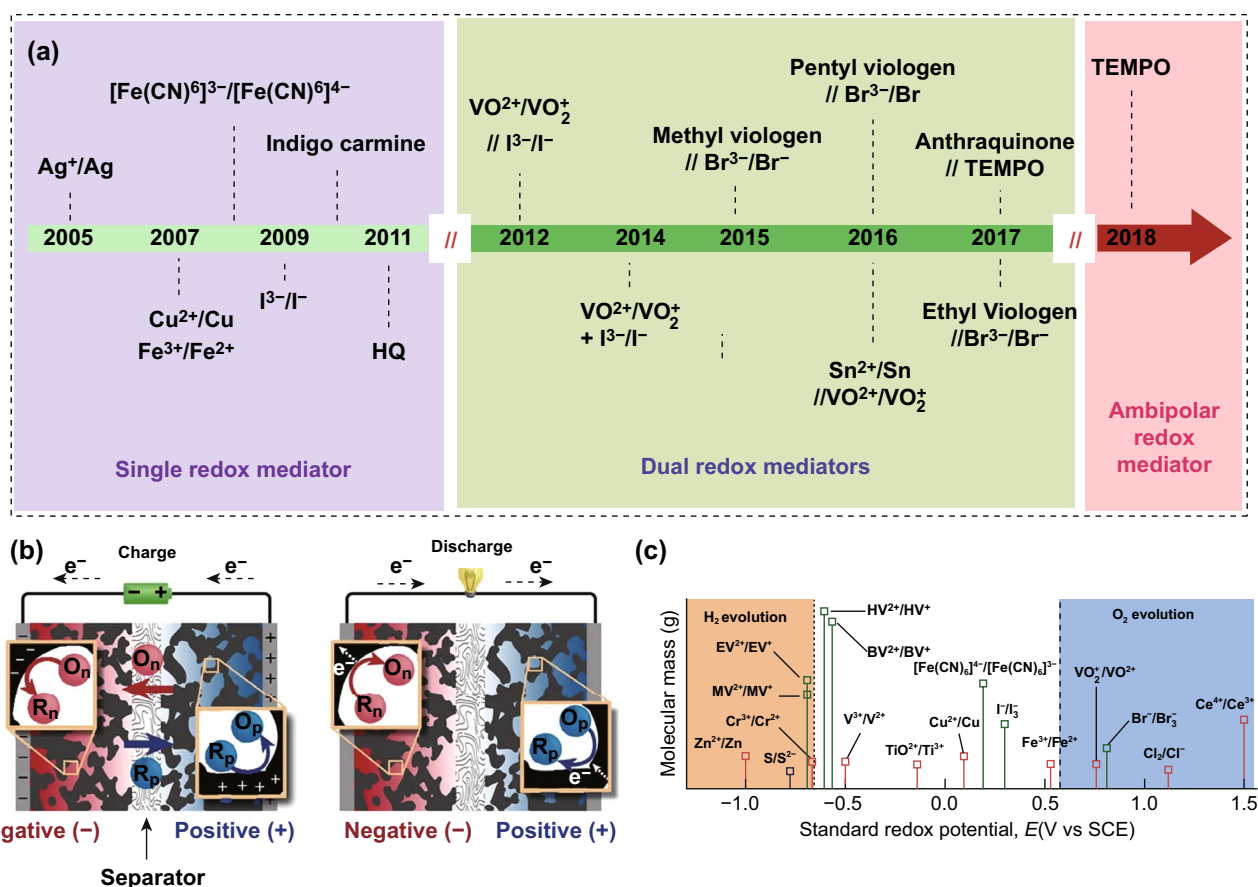 (a)
[Fe(CN)⁶]³⁻/[Fe(CN)⁶]⁴⁻
Indigo carmine
Ag⁺/Ag
VO²⁺/VO₂⁺
// I³⁻/I⁻
Methyl viologen
// Br³⁻/Br⁻
Pentyl viologen
// Br³⁻/Br
Anthraquinone
// TEMPO
TEMPO
2005 2007 2009 2011 // 2012 2014 2015 2016 2017 // 2018
Cu²⁺/Cu
Fe³⁺/Fe²⁺
I³⁻/I⁻
HQ
VO²⁺/VO₂⁺
+ I³⁻/I⁻
Sn²⁺/Sn
//VO²⁺/VO₂⁺
Ethyl Viologen
//Br³⁻/Br⁻
Single redox mediator
Dual redox mediators
Ambipolar
redox
mediator
(b)
Charge
e⁻ e⁻
− +
Oₙ
Rₙ
Oₙ
Oₚ
Rₚ
Rₚ
gative (−) Positive (+)
Separator
Discharge
e⁻ e⁻
e⁻
Oₙ
Rₙ
Oₚ
Rₚ
e⁻
Negative (−) Positive (+)
(c)
Molecular mass (g)
H₂ evolution
O₂ evolution
HV²⁺/HV⁺
EV²⁺/EV⁺
BV²⁺/BV⁺
[Fe(CN)₆]⁴⁻/[Fe(CN)₆]³⁻
VO₂⁺/VO²⁺
MV²⁺/MV⁺
Cr³⁺/Cr²⁺
V³⁺/V²⁺
Cu²⁺/Cu
I⁻/I₃⁻
Br⁻/Br₃⁻
Ce⁴⁺/Ce³⁺
Zn²⁺/Zn
S/S²⁻
TiO²⁺/Ti³⁺
Fe³⁺/Fe²⁺
Cl₂/Cl⁻
−1.0 −0.5 0.0 0.5 1.0 1.5
Standard redox potential, E(V vs SCE)